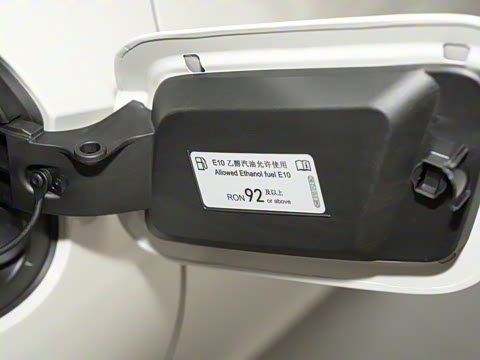 E10 乙醇汽油允许使用
Allowed Ethanol fuel E10
RON 92 及以上
or above